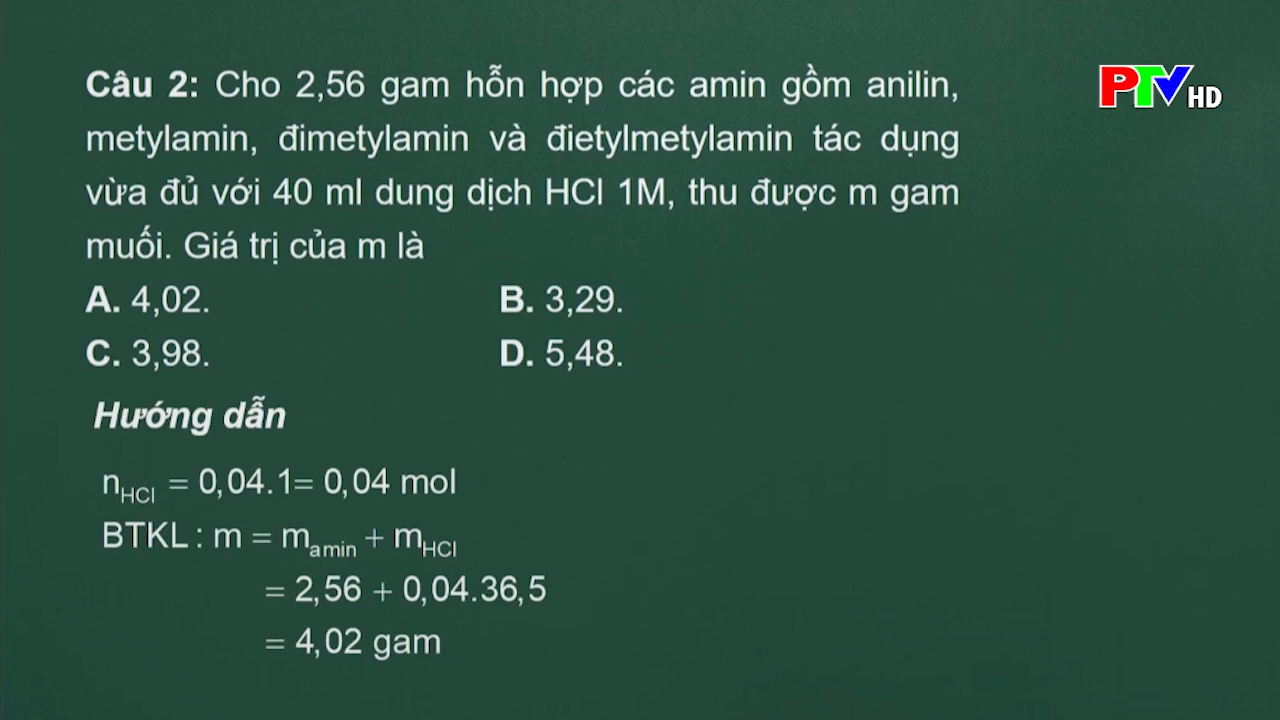 Câu 2: Cho 2,56 gam hỗn hợp các amin gồm anilin,
metylamin, đimetylamin và đietylmetylamin tác dụng
vừa đủ với 40 ml dung dịch HCl 1M, thu được m gam
muối. Giá trị của m là
A. 4,02. B. 3,29.
C. 3,98. D. 5,48.
Hướng dẫn
nHCl = 0,04.1= 0,04 mol
BTKL : m = mamin + mHCl
= 2,56 + 0,04.36,5
= 4,02 gam
PTV HD